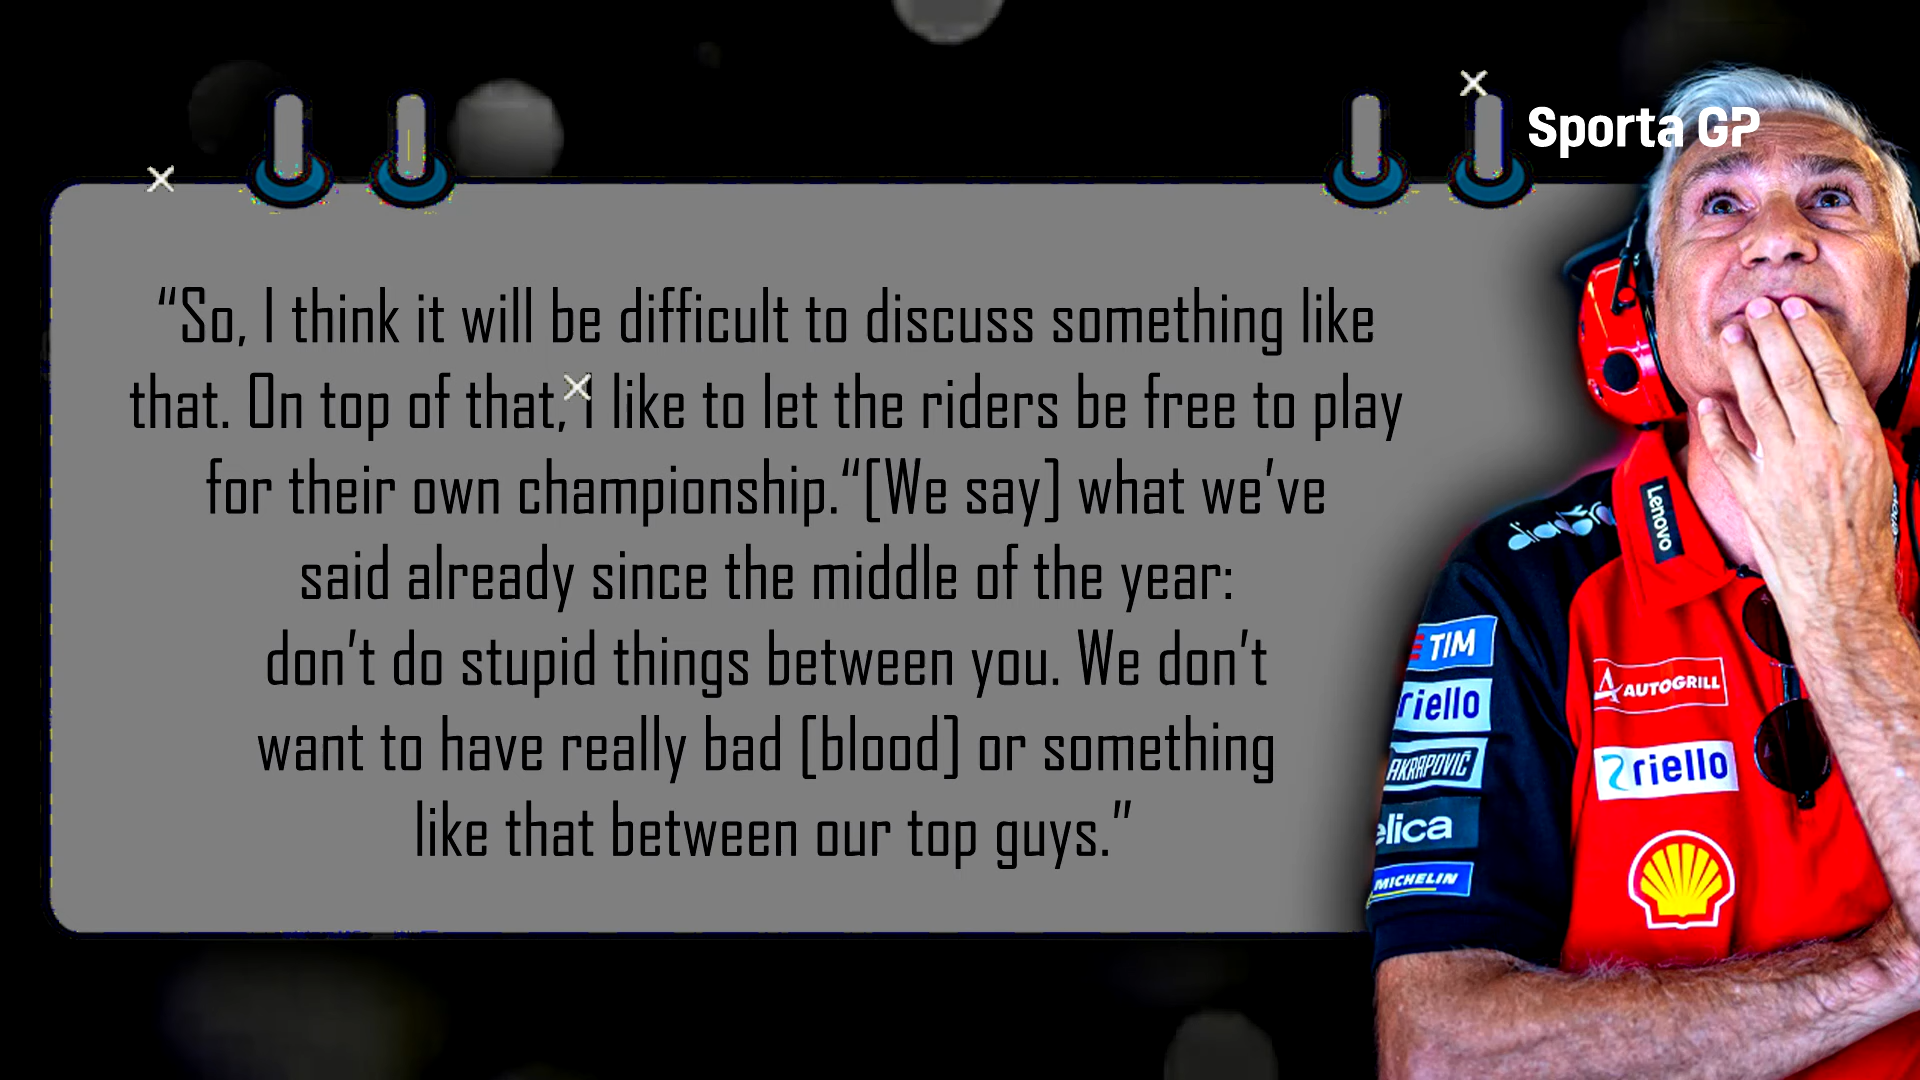 Sporta GP
“So, I think it will be difficult to discuss something like
that. On top of that, I like to let the riders be free to play
for their own championship.“[We say] what we’ve
said already since the middle of the year:
don’t do stupid things between you. We don’t
want to have really bad [blood] or something
like that between our top guys.”
Lenovo
diadora
TIM
riello
AKRAPOVIČ
elica
MICHELIN
AUTOGRILL
riello